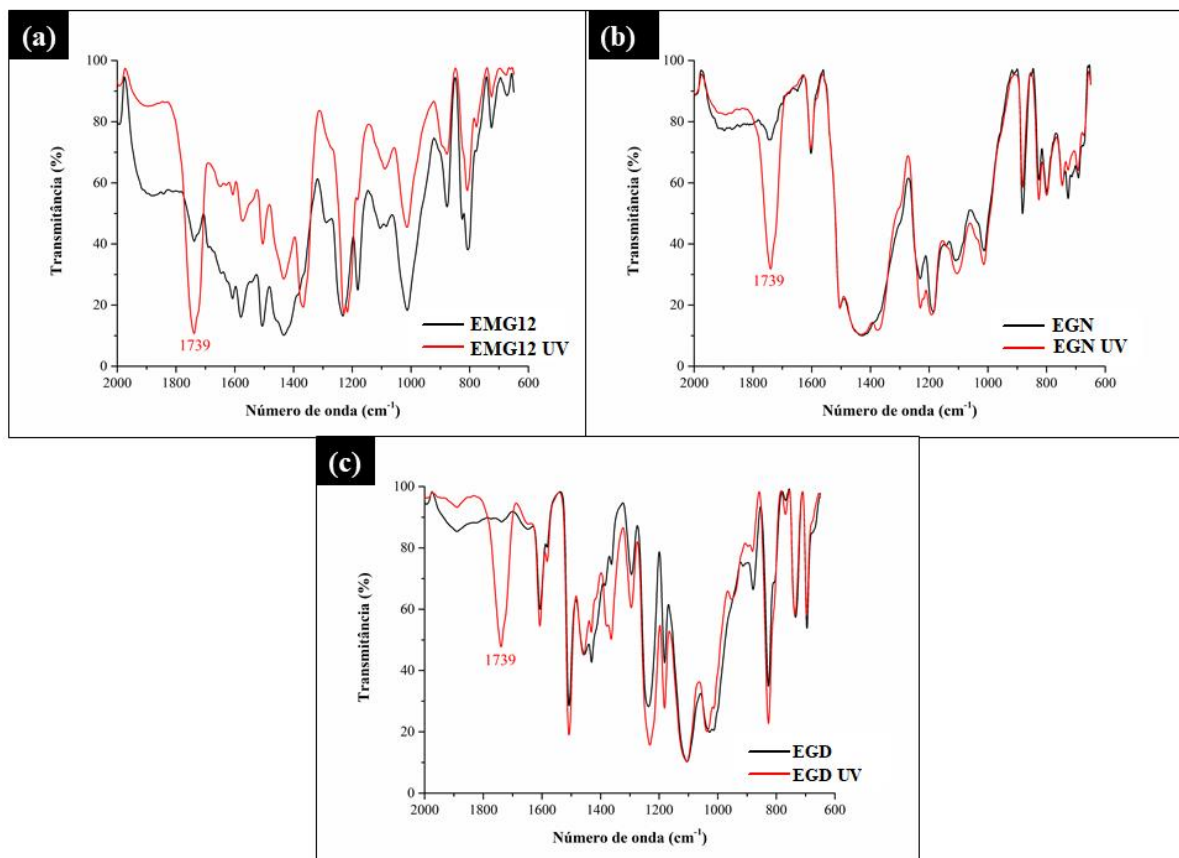 (a)
Transmitância (%)
100
80
60
40
20
0
1739
EMG12
EMG12 UV
2000 1800 1600 1400 1200 1000 800 600
Número de onda (cm⁻¹)
(b)
Transmitância (%)
100
80
60
40
20
0
1739
EGN
EGN UV
2000 1800 1600 1400 1200 1000 800 600
Número de onda (cm⁻¹)
(c)
Transmitância (%)
100
80
60
40
20
0
1739
EGD
EGD UV
2000 1800 1600 1400 1200 1000 800 600
Número de onda (cm⁻¹)